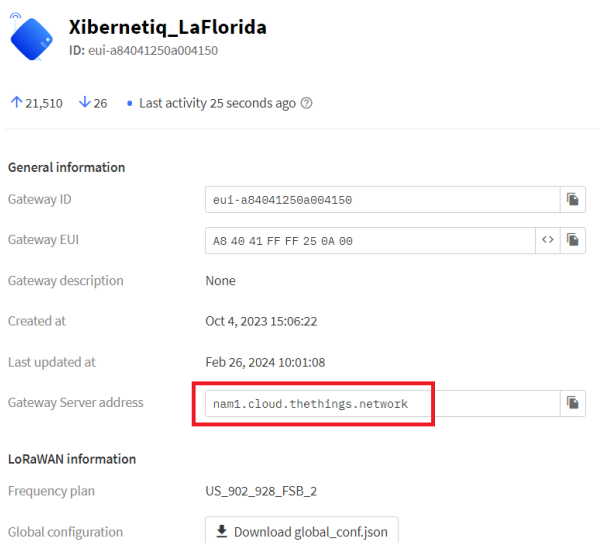 Xibernetiq_LaFlorida
ID: eui-a84041250a004150
21,510 26 • Last activity 25 seconds ago
General information
Gateway ID eui-a84041250a004150
Gateway EUI A8 40 41 FF FF 25 0A 00 <>
Gateway description None
Created at Oct 4, 2023 15:06:22
Last updated at Feb 26, 2024 10:01:08
Gateway Server address nam1.cloud.thethings.network
LoRaWAN information
Frequency plan US_902_928_FSB_2
Global configuration Download global_conf.json